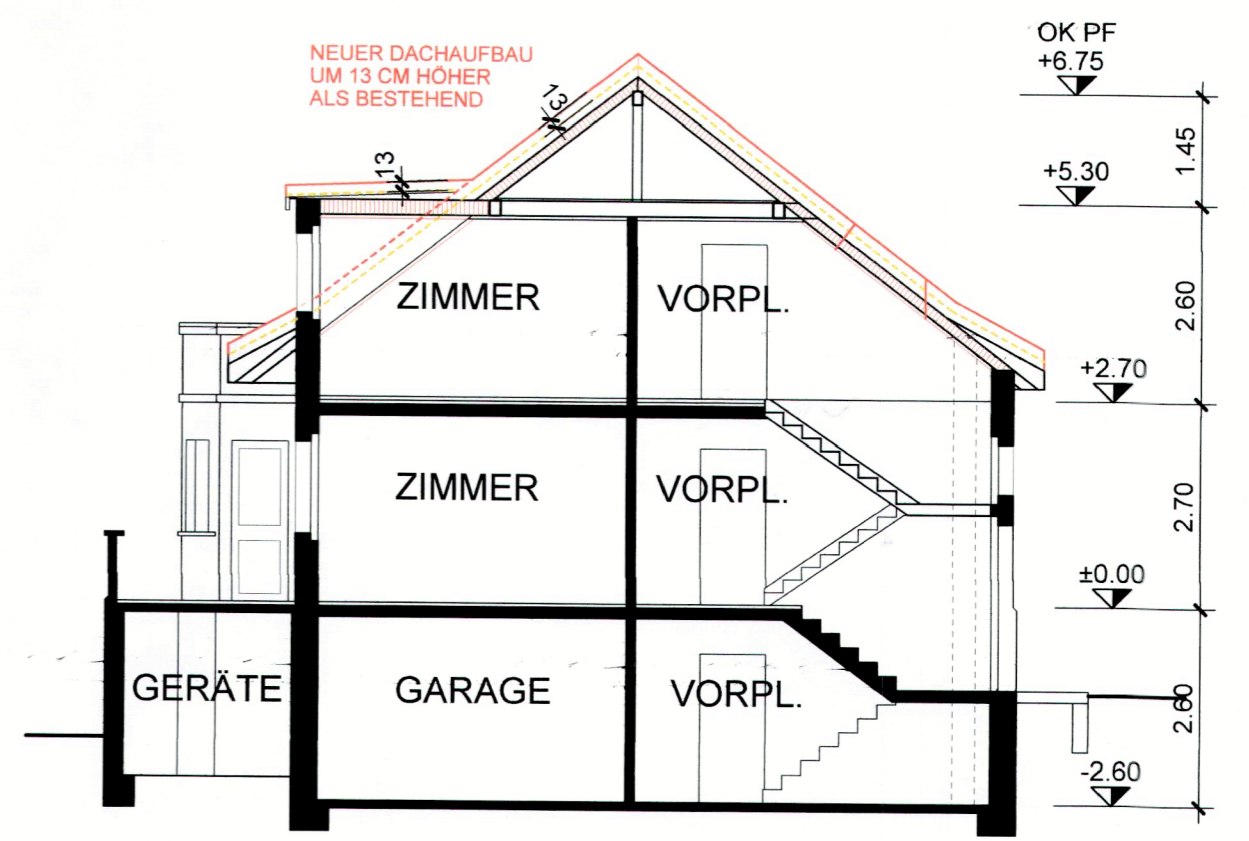 NEUER DACHAUFBAU
UM 13 CM HÖHER
ALS BESTEHEND
13
13
OK PF
+6.75
1.45
+5.30
ZIMMER
VORPL.
2.60
+2.70
ZIMMER
VORPL.
2.70
±0.00
GERÄTE
GARAGE
VORPL.
2.60
-2.60